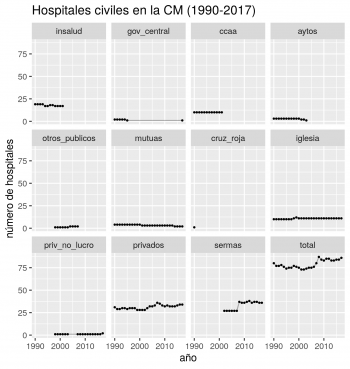 Hospitales civiles en la CM (1990-2017)
insalud gov_central ccaa aytos
75
50
25
0
otros_publicos mutuas cruz_roja iglesia
75
50
25
0
priv_no_lucro privados sermas total
75
50
25
0
1990 2000 2010 1990 2000 2010 1990 2000 2010 1990 2000 2010
número de hospitales
año